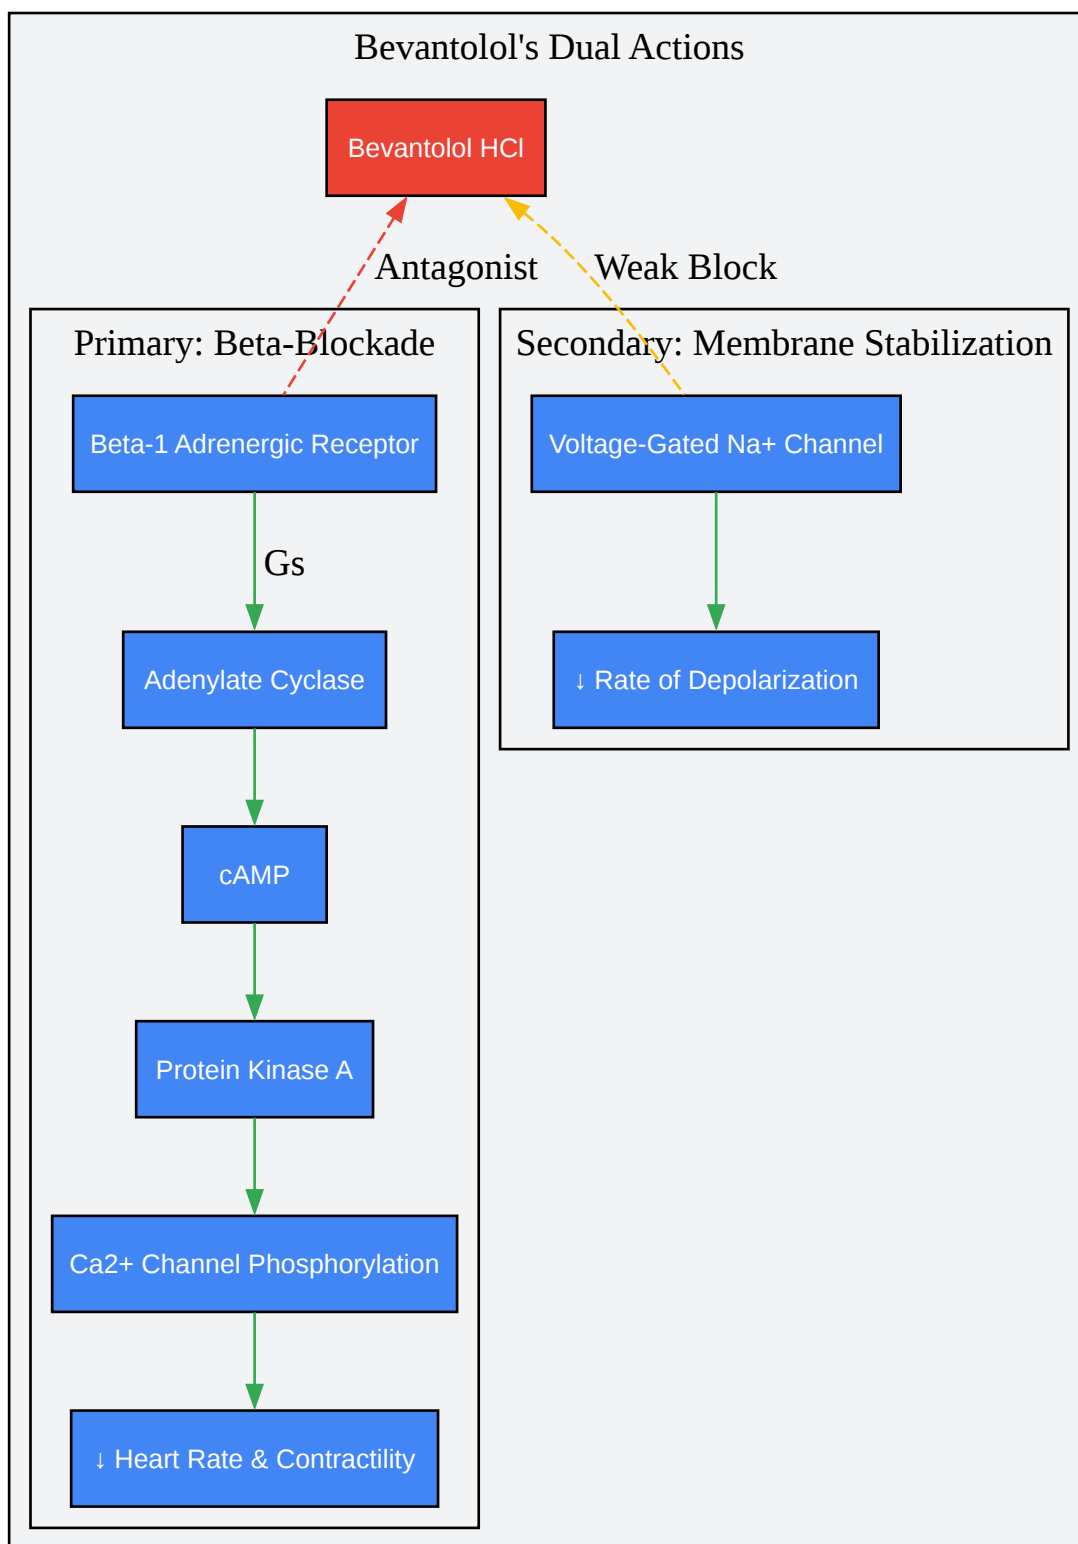 Bevantolol's Dual Actions
Bevantolol HCl
Antagonist
Weak Block
Primary: Beta-Blockade
Beta-1 Adrenergic Receptor
Gs
Adenylate Cyclase
cAMP
Protein Kinase A
Ca2+ Channel Phosphorylation
↓ Heart Rate & Contractility
Secondary: Membrane Stabilization
Voltage-Gated Na+ Channel
↓ Rate of Depolarization